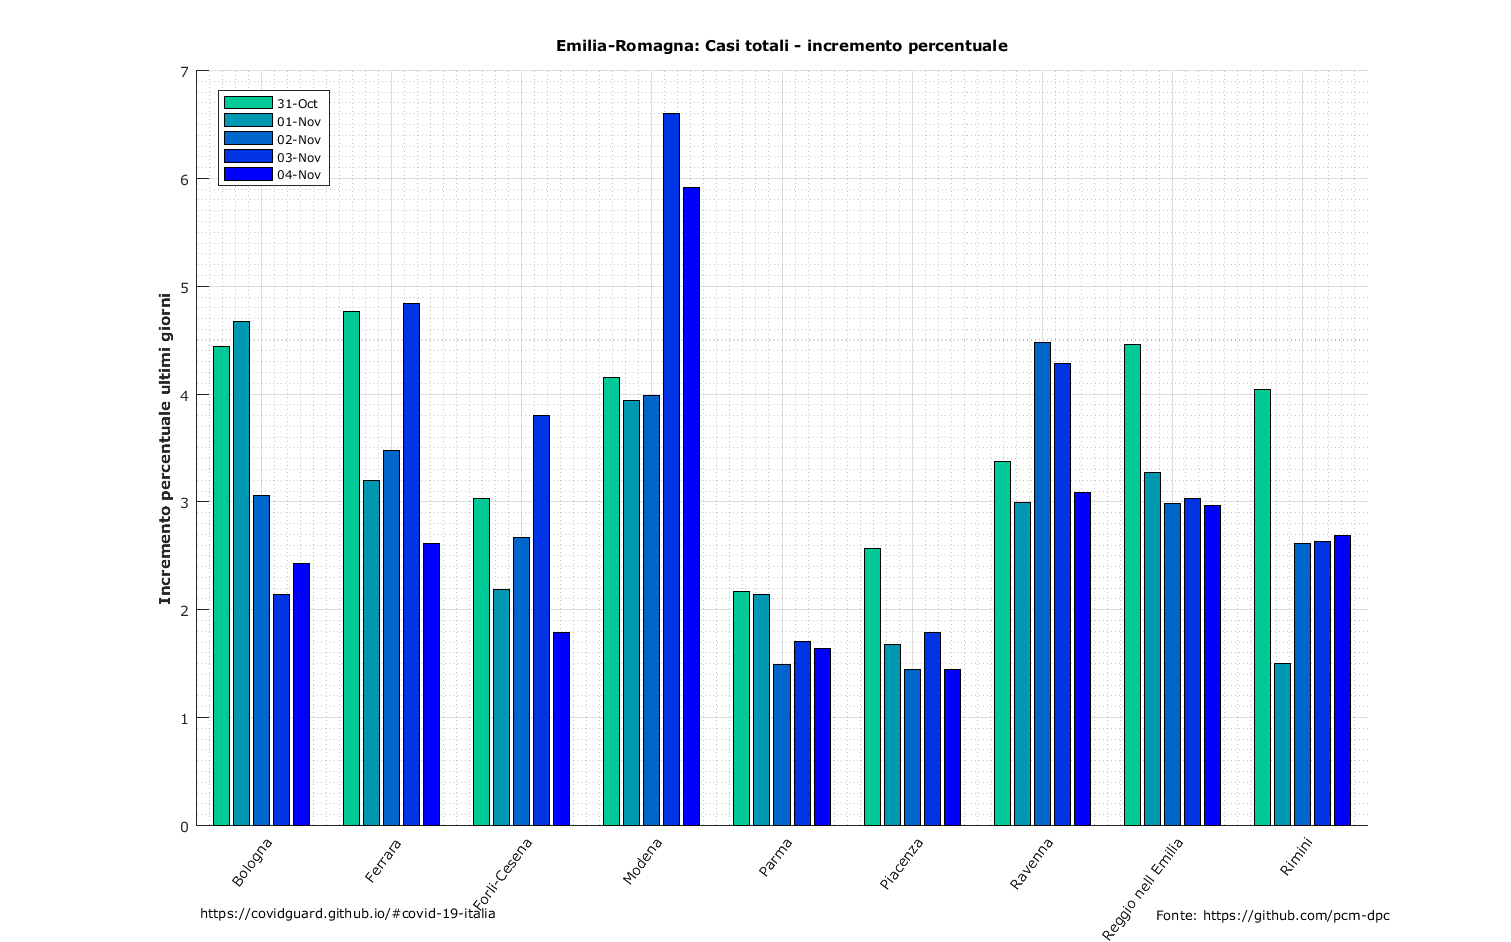 Emilia-Romagna: Casi totali - incremento percentuale
7
6
5
4
3
2
1
0
Incremento percentuale ultimi giorni
31-Oct
01-Nov
02-Nov
03-Nov
04-Nov
Bologna
Ferrara
Forlì-Cesena
Modena
Parma
Piacenza
Ravenna
Reggio nell Emilia
Rimini
https://covidguard.github.io/#covid-19-italia
Fonte: https://github.com/pcm-dpc